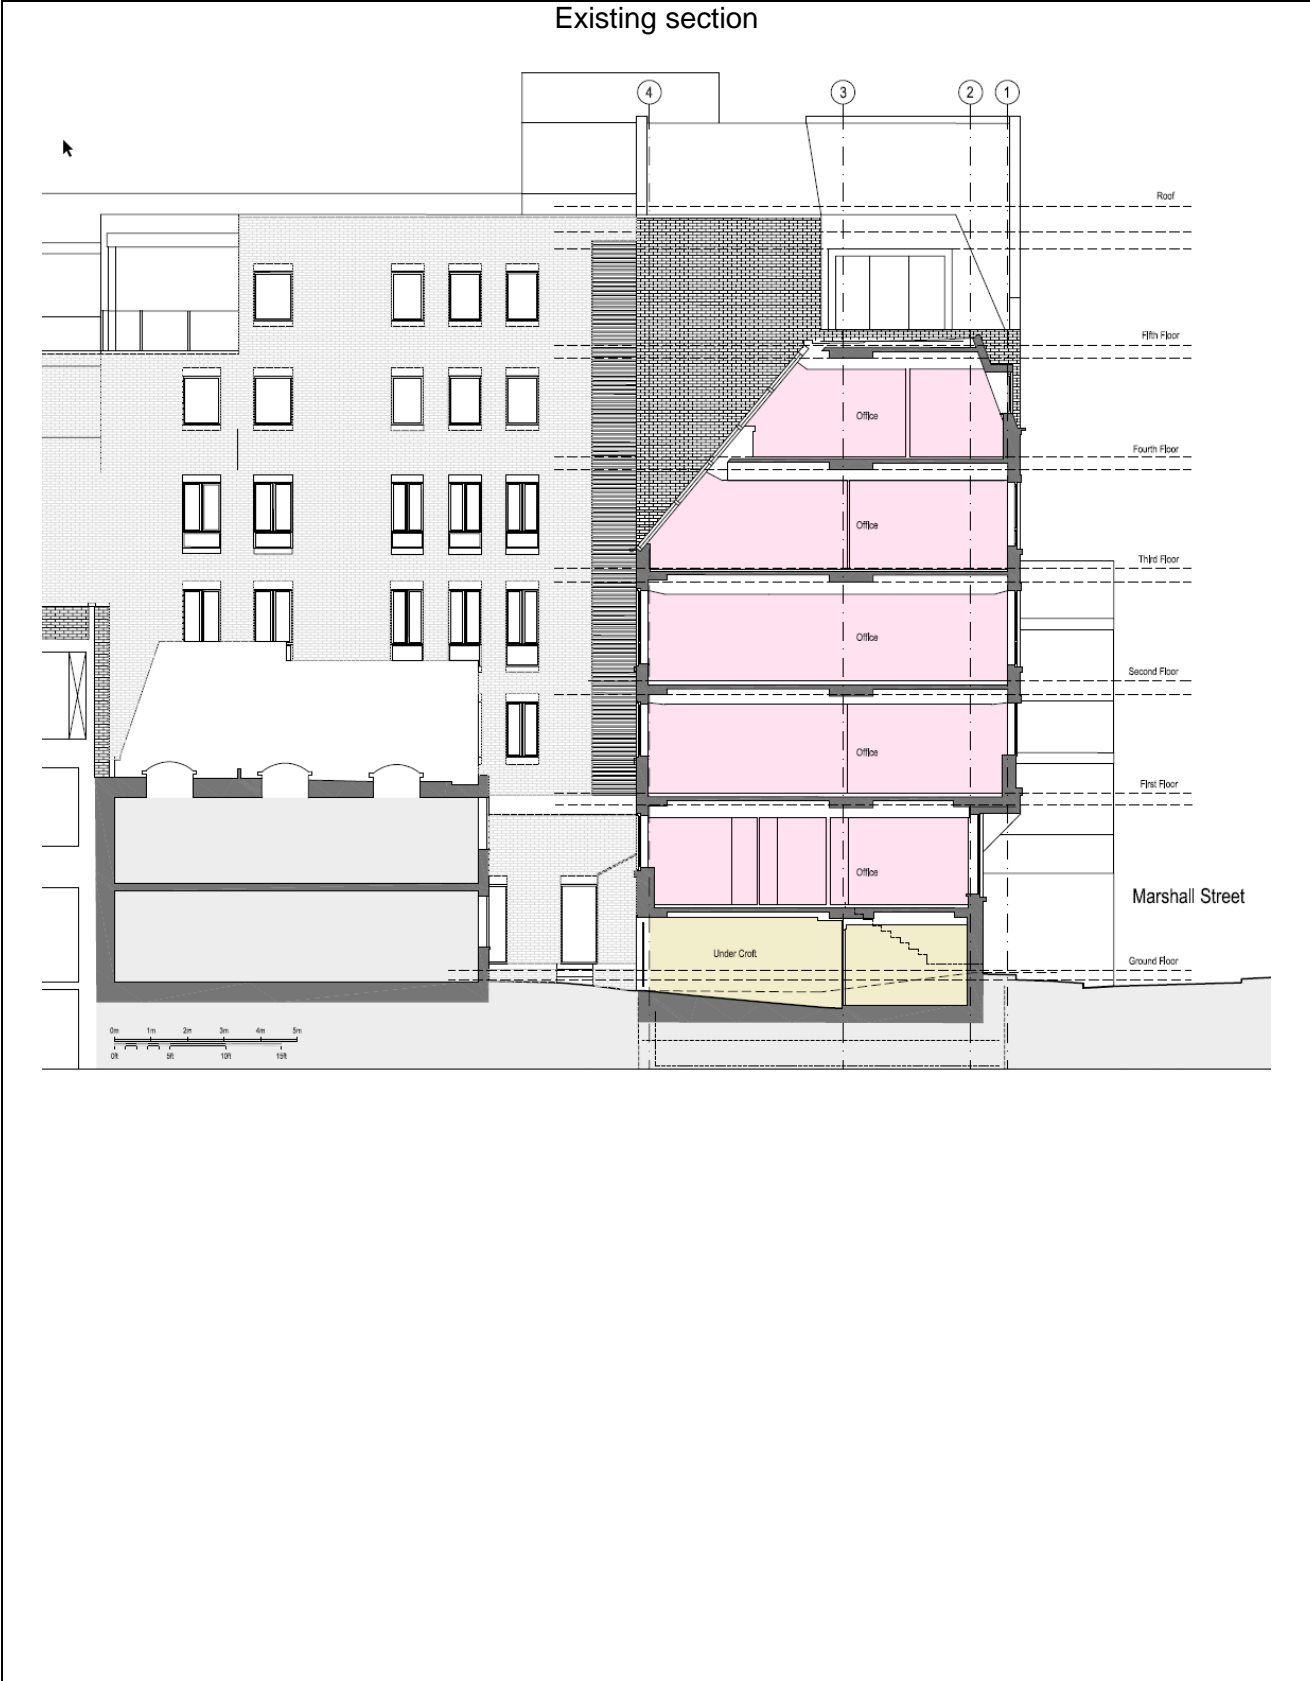 Existing section
4 3 2 1
Roof
Fifth Floor
Office
Fourth Floor
Office
Third Floor
Office
Second Floor
Office
First Floor
Office
Marshall Street
Under Croft
Ground Floor
0m 1m 2m 3m 4m 5m
0ft 5ft 10ft 15ft